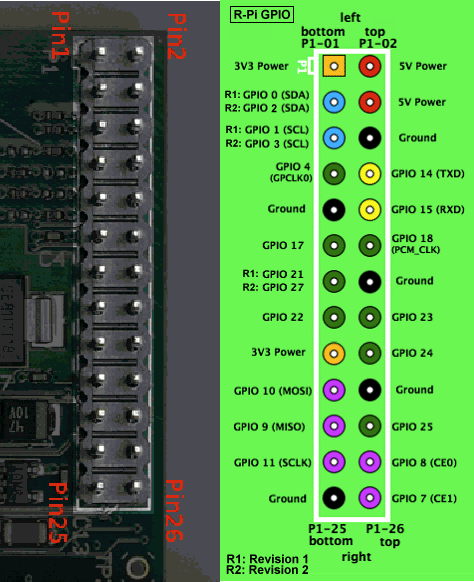 Pin1
Pin2
Pin25
Pin26
C13
TP
47
10V
R-Pi GPIO
left
bottom top
P1-01 P1-02
P1
3V3 Power 5V Power
R1: GPIO 0 (SDA)
R2: GPIO 2 (SDA) 5V Power
R1: GPIO 1 (SCL)
R2: GPIO 3 (SCL) Ground
GPIO 4
(GPCLK0) GPIO 14 (TXD)
Ground GPIO 15 (RXD)
GPIO 17 GPIO 18
(PCM_CLK)
R1: GPIO 21
R2: GPIO 27 Ground
GPIO 22 GPIO 23
3V3 Power GPIO 24
GPIO 10 (MOSI) Ground
GPIO 9 (MISO) GPIO 25
GPIO 11 (SCLK) GPIO 8 (CE0)
Ground GPIO 7 (CE1)
P1-25 P1-26
bottom top
right
R1: Revision 1
R2: Revision 2